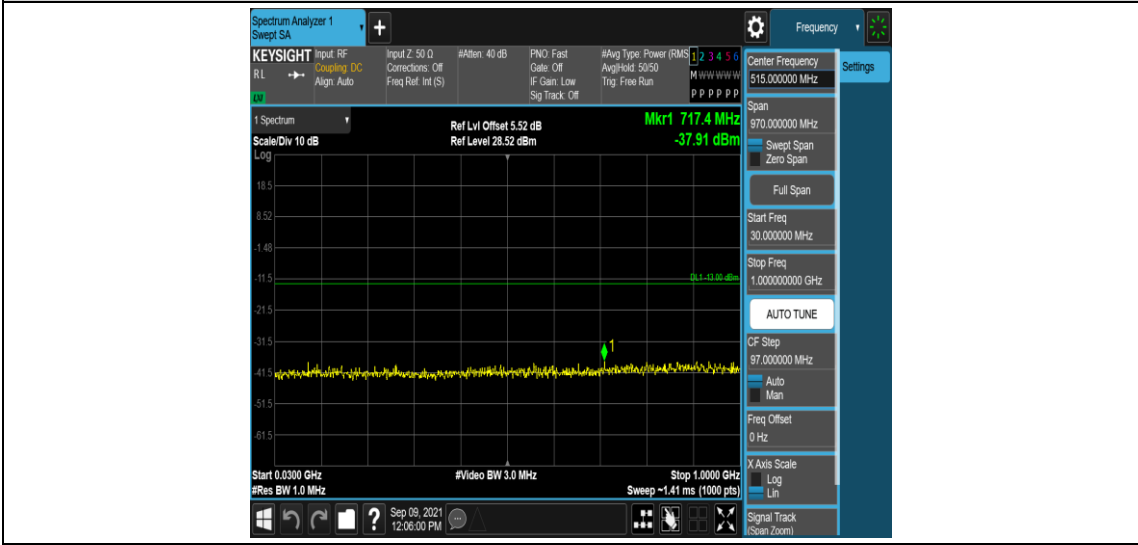 Spectrum Analyzer 1
Swept SA
+
Frequency
KEYSIGHT
RL
LXI
Input: RF
Coupling: DC
Align: Auto
Input Z: 50 Ω
Corrections: Off
Freq Ref: Int (S)
#Atten: 40 dB
PNO: Fast
Gate: Off
IF Gain: Low
Sig Track: Off
#Avg Type: Power (RMS
Avg|Hold: 50/50
Trig: Free Run
1 2 3 4 5 6
M W W W W W
P P P P P P
1 Spectrum
Scale/Div 10 dB
Log
Ref Lvl Offset 5.52 dB
Ref Level 28.52 dBm
Mkr1 717.4 MHz
-37.91 dBm
18.5
8.52
-1.48
-11.5
-21.5
-31.5
-41.5
-51.5
-61.5
DL1 -13.00 dBm
1
Start 0.0300 GHz
#Res BW 1.0 MHz
#Video BW 3.0 MHz
Stop 1.0000 GHz
Sweep ~1.41 ms (1000 pts)
Center Frequency
515.000000 MHz
Span
970.000000 MHz
Swept Span
Zero Span
Full Span
Start Freq
30.000000 MHz
Stop Freq
1.000000000 GHz
AUTO TUNE
CF Step
97.000000 MHz
Auto
Man
Freq Offset
0 Hz
X Axis Scale
Log
Lin
Signal Track
(Span Zoom)
Settings
?
Sep 09, 2021
12:06:00 PM